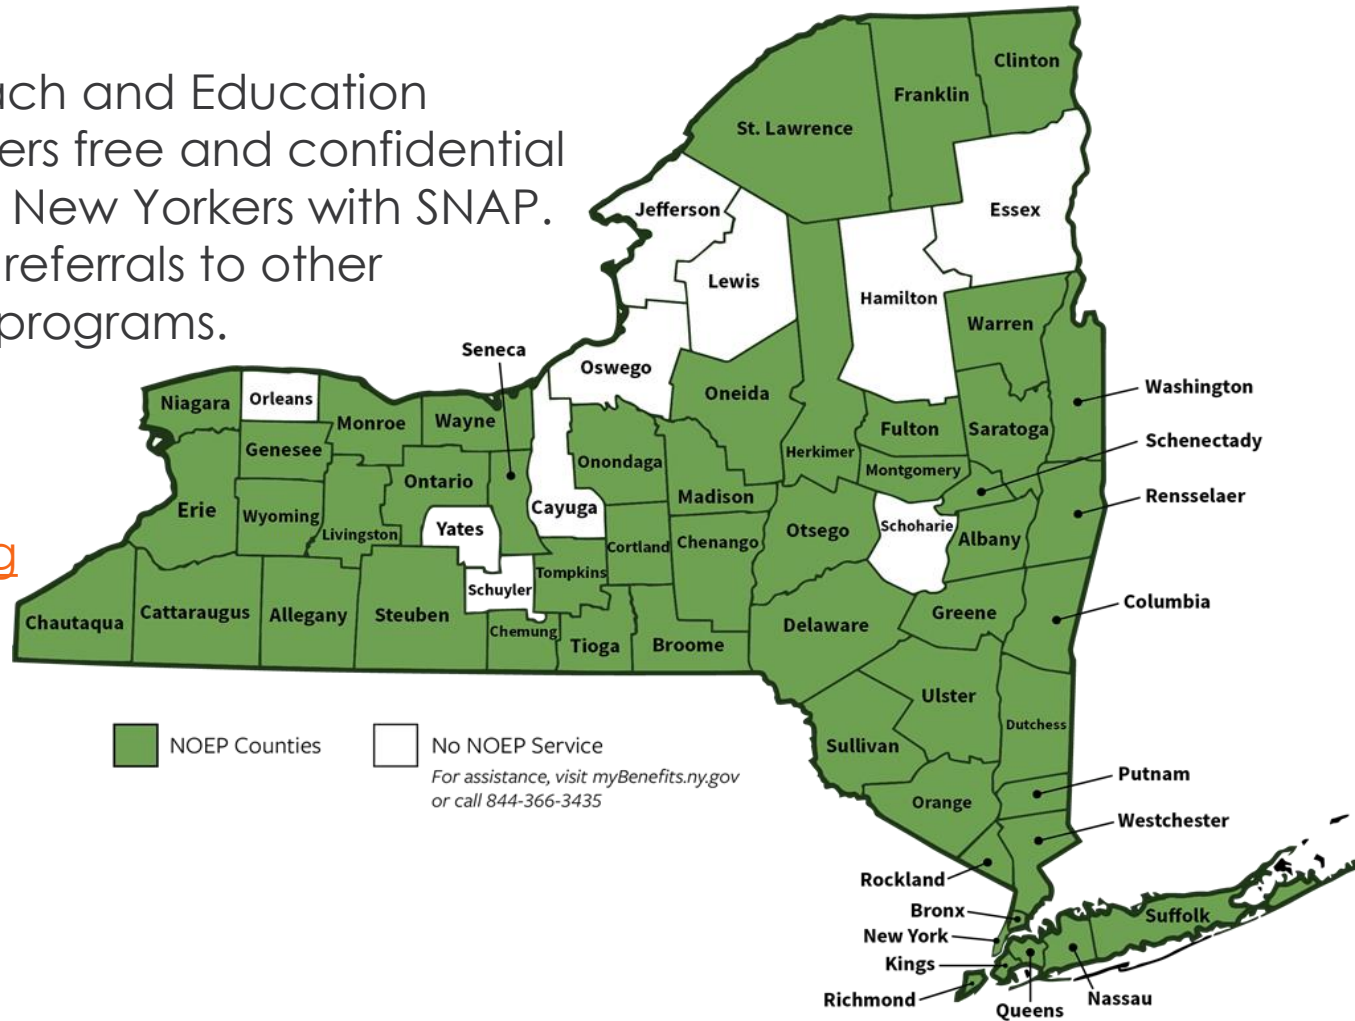 ach and Education
ers free and confidential
New Yorkers with SNAP.
referrals to other
programs.
g
Clinton
Franklin
St. Lawrence
Essex
Jefferson
Lewis
Hamilton
Warren
Seneca
Oswego
Oneida
Washington
Niagara
Orleans
Monroe
Wayne
Fulton
Saratoga
Schenectady
Genesee
Onondaga
Herkimer
Montgomery
Ontario
Madison
Rensselaer
Erie
Wyoming
Livingston
Yates
Cayuga
Otsego
Schoharie
Albany
Cortland
Chenango
Tompkins
Schuyler
Columbia
Chautaqua
Cattaraugus
Allegany
Steuben
Chemung
Tioga
Broome
Delaware
Greene
Ulster
Dutchess
Sullivan
NOEP Counties
No NOEP Service
For assistance, visit myBenefits.ny.gov
or call 844-366-3435
Putnam
Orange
Westchester
Rockland
Bronx
New York
Kings
Richmond
Queens
Nassau
Suffolk